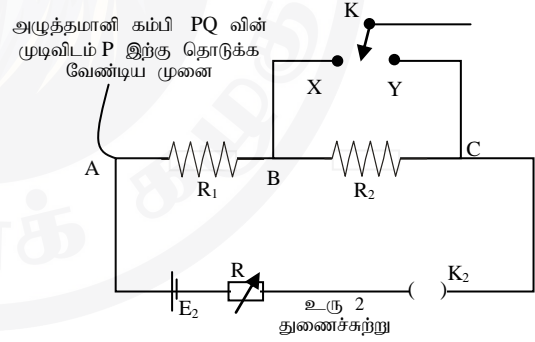 அழுத்தமானி கம்பி PQ வின்
முடிவிடம் P இற்கு தொடுக்க
வேண்டிய முனை
K
X
Y
A
R₁
B
R₂
C
E₂
R
K₂
( )
உரு 2
துணைச்சுற்று